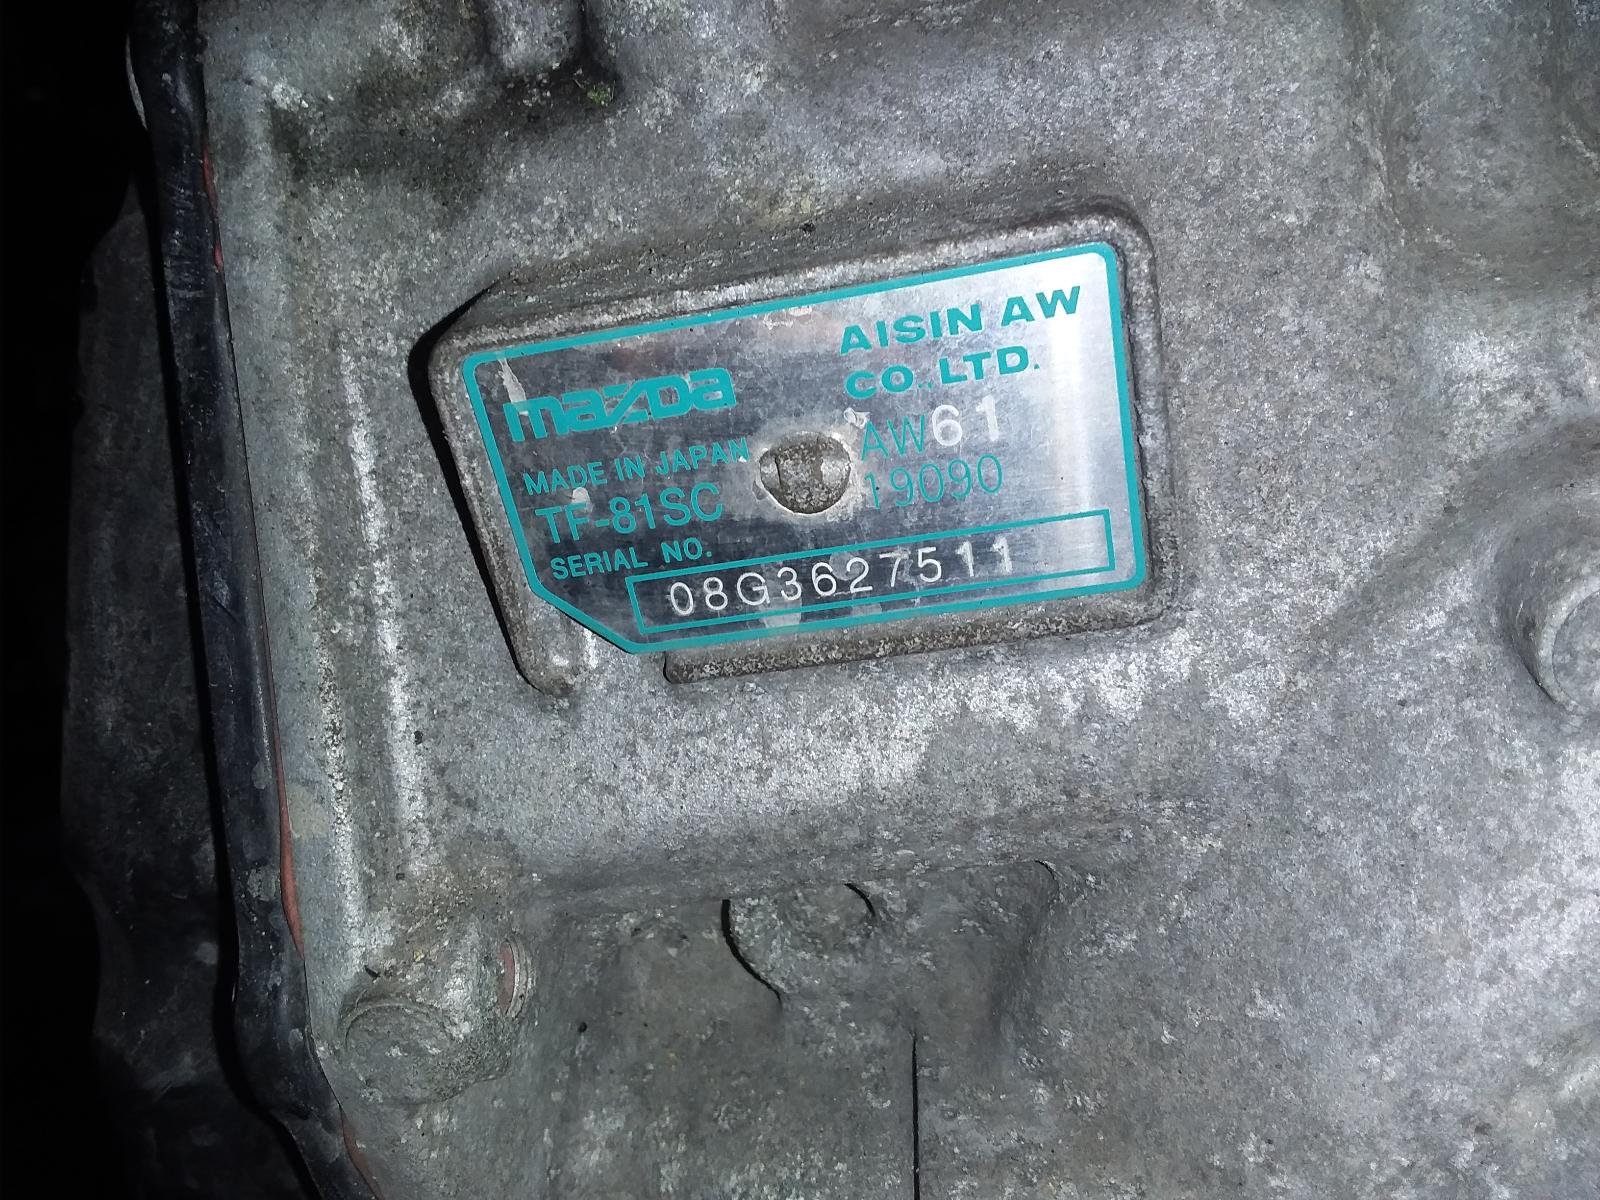 mazda
MADE IN JAPAN
TF-81SC
SERIAL NO.
08G3627511
AISIN AW
CO.,LTD.
AW61
19090